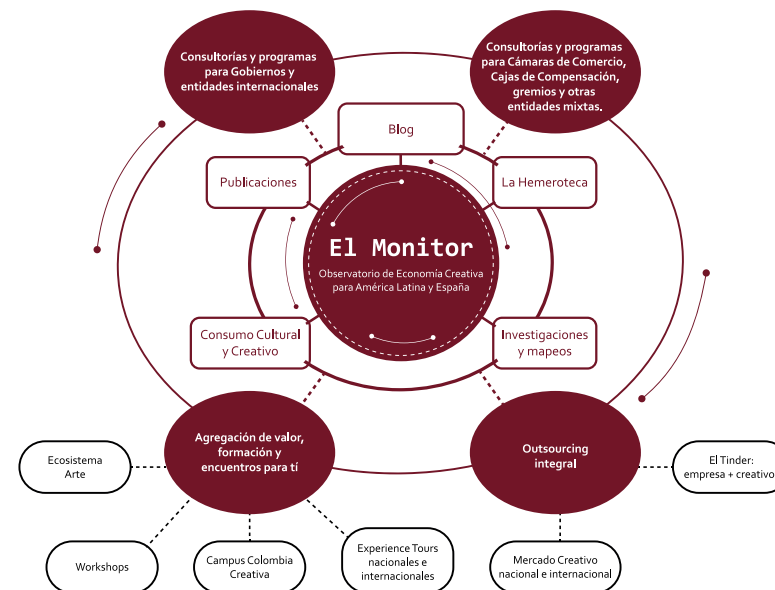 Consultorías y programas
para Gobiernos y
entidades internacionales
Consultorías y programas
para Cámaras de Comercio,
Cajas de Compensación,
gremios y otras
entidades mixtas.
Blog
Publicaciones
La Hemeroteca
El Monitor
Observatorio de Economía Creativa
para América Latina y España
Consumo Cultural
y Creativo
Investigaciones
y mapeos
Agregación de valor,
formación y
encuentros para tí
Outsourcing
integral
Ecosistema
Arte
El Tinder:
empresa + creativo
Workshops
Campus Colombia
Creativa
Experience Tours
nacionales e
internacionales
Mercado Creativo
nacional e internacional